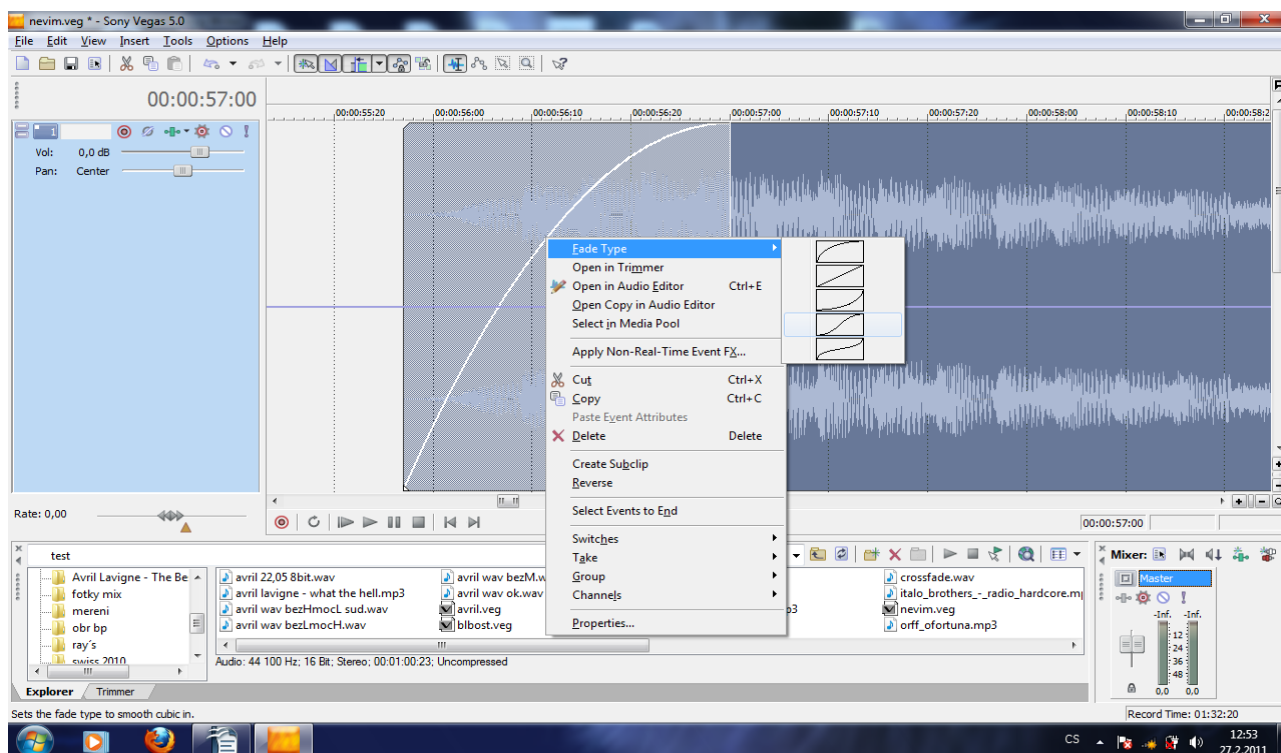 nevim.veg * - Sony Vegas 5.0
File Edit View Insert Tools Options Help
00:00:57:00
00:00:55:20 00:00:56:00 00:00:56:10 00:00:56:20 00:00:57:00 00:00:57:10 00:00:57:20 00:00:58:00 00:00:58:10 00:00:58:2
1
Vol: 0,0 dB
Pan: Center
Fade Type
Open in Trimmer
Open in Audio Editor Ctrl+E
Open Copy in Audio Editor
Select in Media Pool
Apply Non-Real-Time Event FX...
Cut Ctrl+X
Copy Ctrl+C
Paste Event Attributes
Delete Delete
Create Subclip
Reverse
Select Events to End
Switches
Take
Group
Channels
Properties...
Rate: 0,00
00:00:57:00
test
Avril Lavigne - The Be
fotky mix
mereni
obr bp
ray´s
swiss 2010
avril 22,05 8bit.wav
avril lavigne - what the hell.mp3
avril wav bezHmocL sud.wav
avril wav bezLmocH.wav
avril wav bezM.w
avril wav ok.wav
avril.veg
blbost.veg
p3
crossfade.wav
italo_brothers_-_radio_hardcore.m
nevim.veg
orff_ofortuna.mp3
Audio: 44 100 Hz; 16 Bit; Stereo; 00:01:00:23; Uncompressed
Explorer Trimmer
Mixer:
Master
-Inf. -Inf.
12
24
36
48
0,0 0,0
Sets the fade type to smooth cubic in.
Record Time: 01:32:20
CS
12:53
27.2.2011